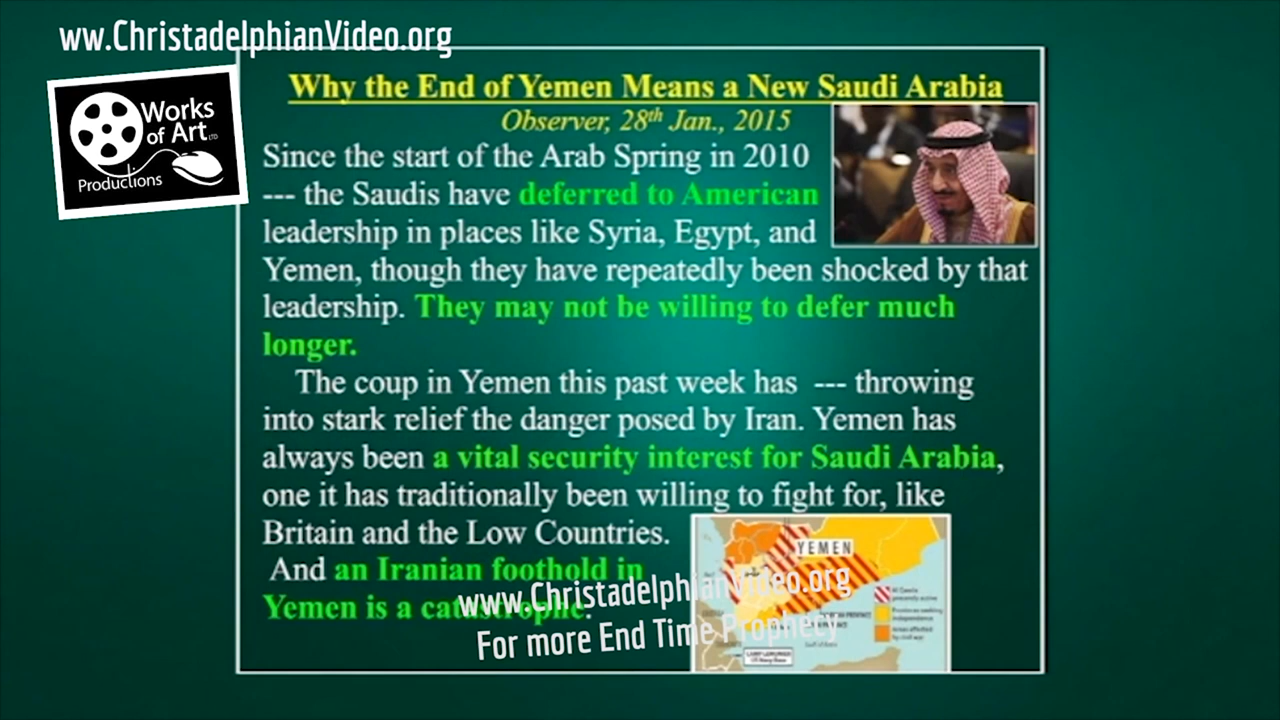 ww.ChristadelphianVideo.org
Works
of Art LTD
Productions
Why the End of Yemen Means a New Saudi Arabia
Observer, 28th Jan., 2015
Since the start of the Arab Spring in 2010
--- the Saudis have deferred to American
leadership in places like Syria, Egypt, and
Yemen, though they have repeatedly been shocked by that
leadership. They may not be willing to defer much
longer.
The coup in Yemen this past week has --- throwing
into stark relief the danger posed by Iran. Yemen has
always been a vital security interest for Saudi Arabia,
one it has traditionally been willing to fight for, like
Britain and the Low Countries.
And an Iranian foothold in
Yemen is a catastrophe.
YEMEN
www.ChristadelphianVideo.org
For more End Time Prophecy